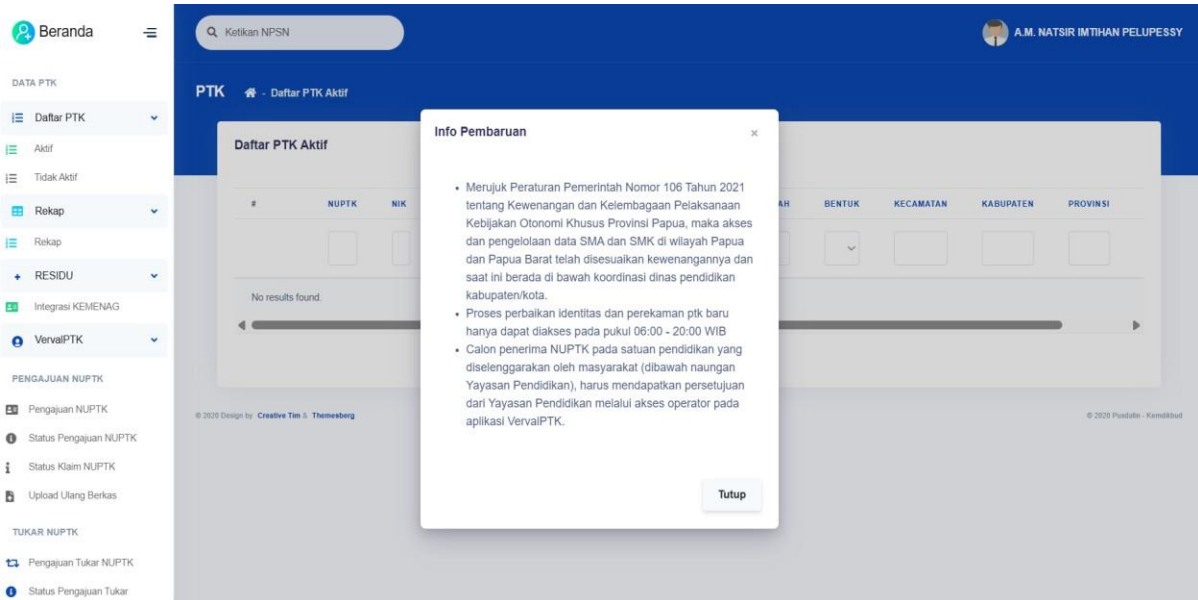 Beranda
Ketikan NPSN
A.M. NATSIR IMTIHAN PELUPESSY
DATA PTK
Daftar PTK
Aktif
Tidak Aktif
Rekap
Rekap
RESIDU
Integrasi KEMENAG
VervalPTK
PENGAJUAN NUPTK
Pengajuan NUPTK
Status Pengajuan NUPTK
Status Klaim NUPTK
Upload Ulang Berkas
TUKAR NUPTK
Pengajuan Tukar NUPTK
Status Pengajuan Tukar
PTK - Daftar PTK Aktif
Daftar PTK Aktif
# NUPTK NIK AH BENTUK KECAMATAN KABUPATEN PROVINSI
No results found.
Info Pembaruan ×
• Merujuk Peraturan Pemerintah Nomor 106 Tahun 2021
tentang Kewenangan dan Kelembagaan Pelaksanaan
Kebijakan Otonomi Khusus Provinsi Papua, maka akses
dan pengelolaan data SMA dan SMK di wilayah Papua
dan Papua Barat telah disesuaikan kewenangannya dan
saat ini berada di bawah koordinasi dinas pendidikan
kabupaten/kota.
• Proses perbaikan identitas dan perekaman ptk baru
hanya dapat diakses pada pukul 06:00 - 20:00 WIB
• Calon penerima NUPTK pada satuan pendidikan yang
diselenggarakan oleh masyarakat (dibawah naungan
Yayasan Pendidikan), harus mendapatkan persetujuan
dari Yayasan Pendidikan melalui akses operator pada
aplikasi VervalPTK.
Tutup
© 2020 Design by Creative Tim & Themesberg
© 2020 Pusdatin - Kemdikbud